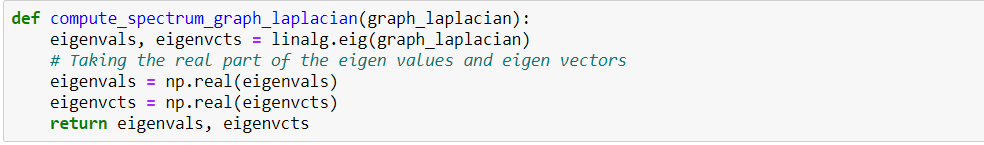 def compute_spectrum_graph_laplacian(graph_laplacian):
    eigenvals, eigenvcts = linalg.eig(graph_laplacian)
    # Taking the real part of the eigen values and eigen vectors
    eigenvals = np.real(eigenvals)
    eigenvcts = np.real(eigenvcts)
    return eigenvals, eigenvcts